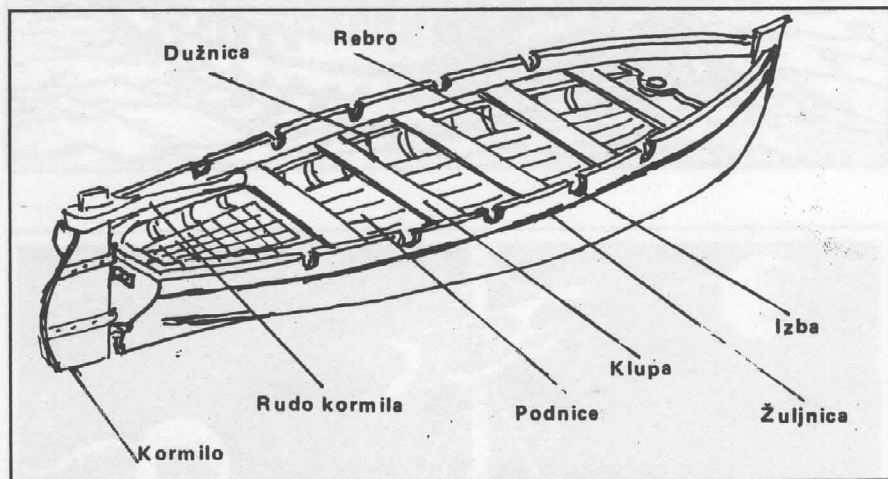 Dužnica
Rebro
Izba
Klupa
Rudo kormila
Podnice
Žuljnica
Kormilo